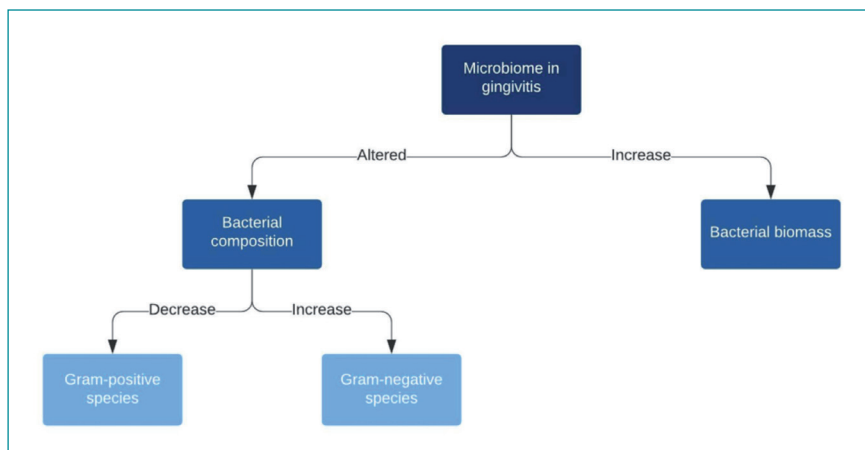 Microbiome in
gingivitis
Altered
Increase
Bacterial
composition
Bacterial biomass
Decrease
Increase
Gram-positive
species
Gram-negative
species